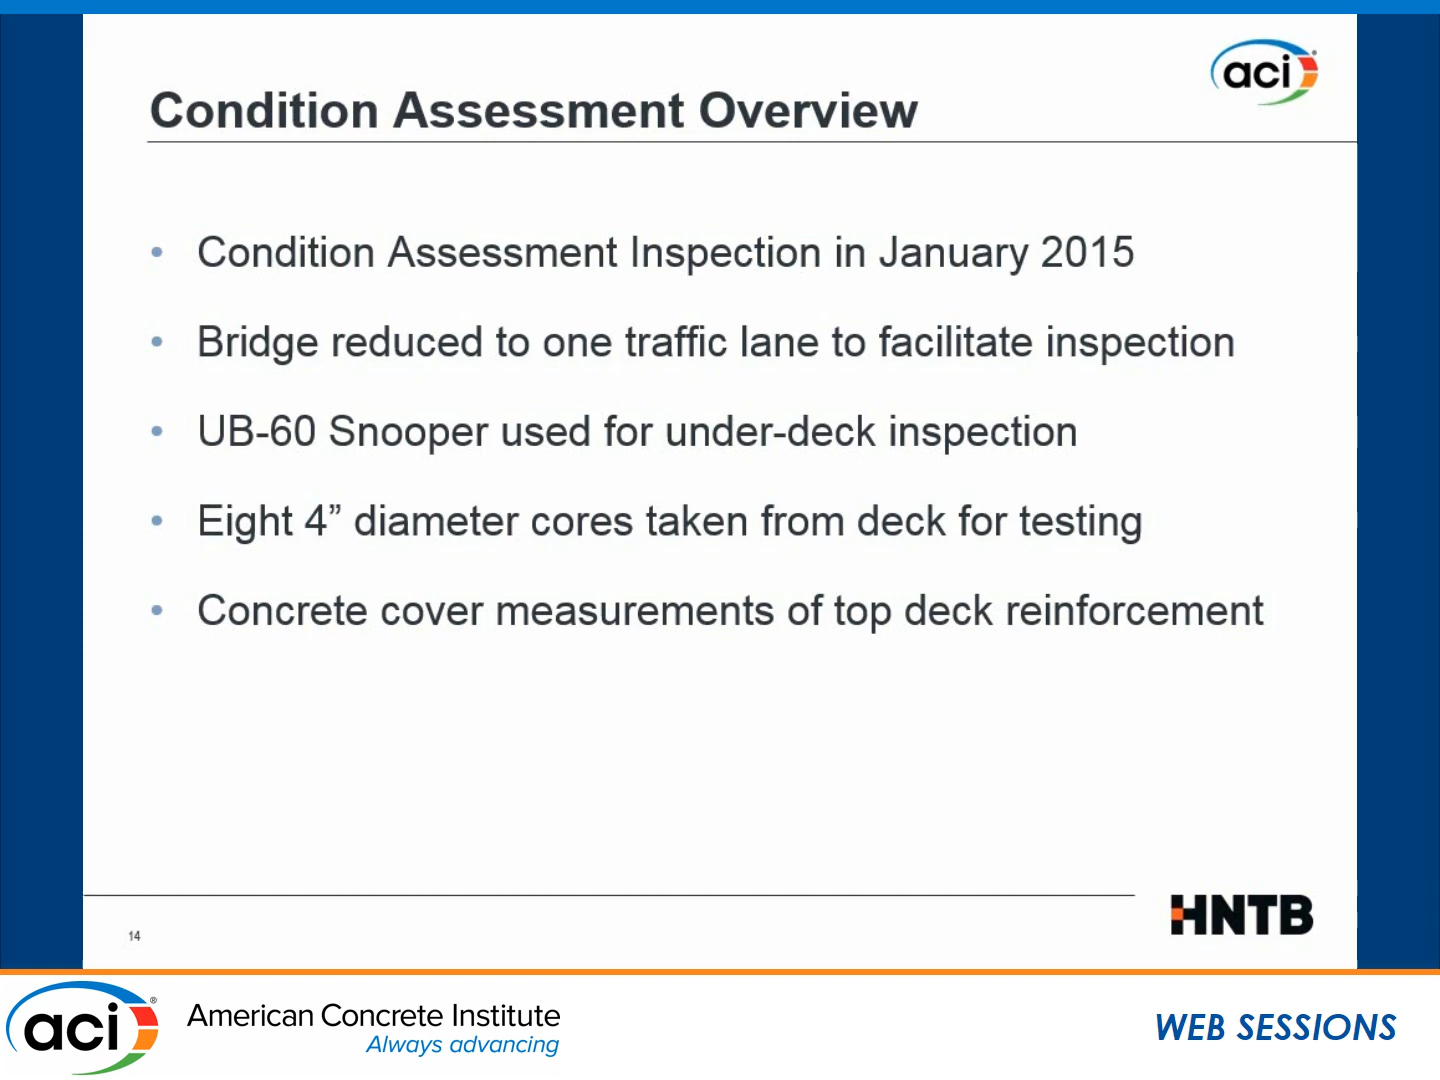 aci
Condition Assessment Overview
• Condition Assessment Inspection in January 2015
• Bridge reduced to one traffic lane to facilitate inspection
• UB-60 Snooper used for under-deck inspection
• Eight 4” diameter cores taken from deck for testing
• Concrete cover measurements of top deck reinforcement
HNTB
14
aci®
American Concrete Institute
Always advancing
WEB SESSIONS